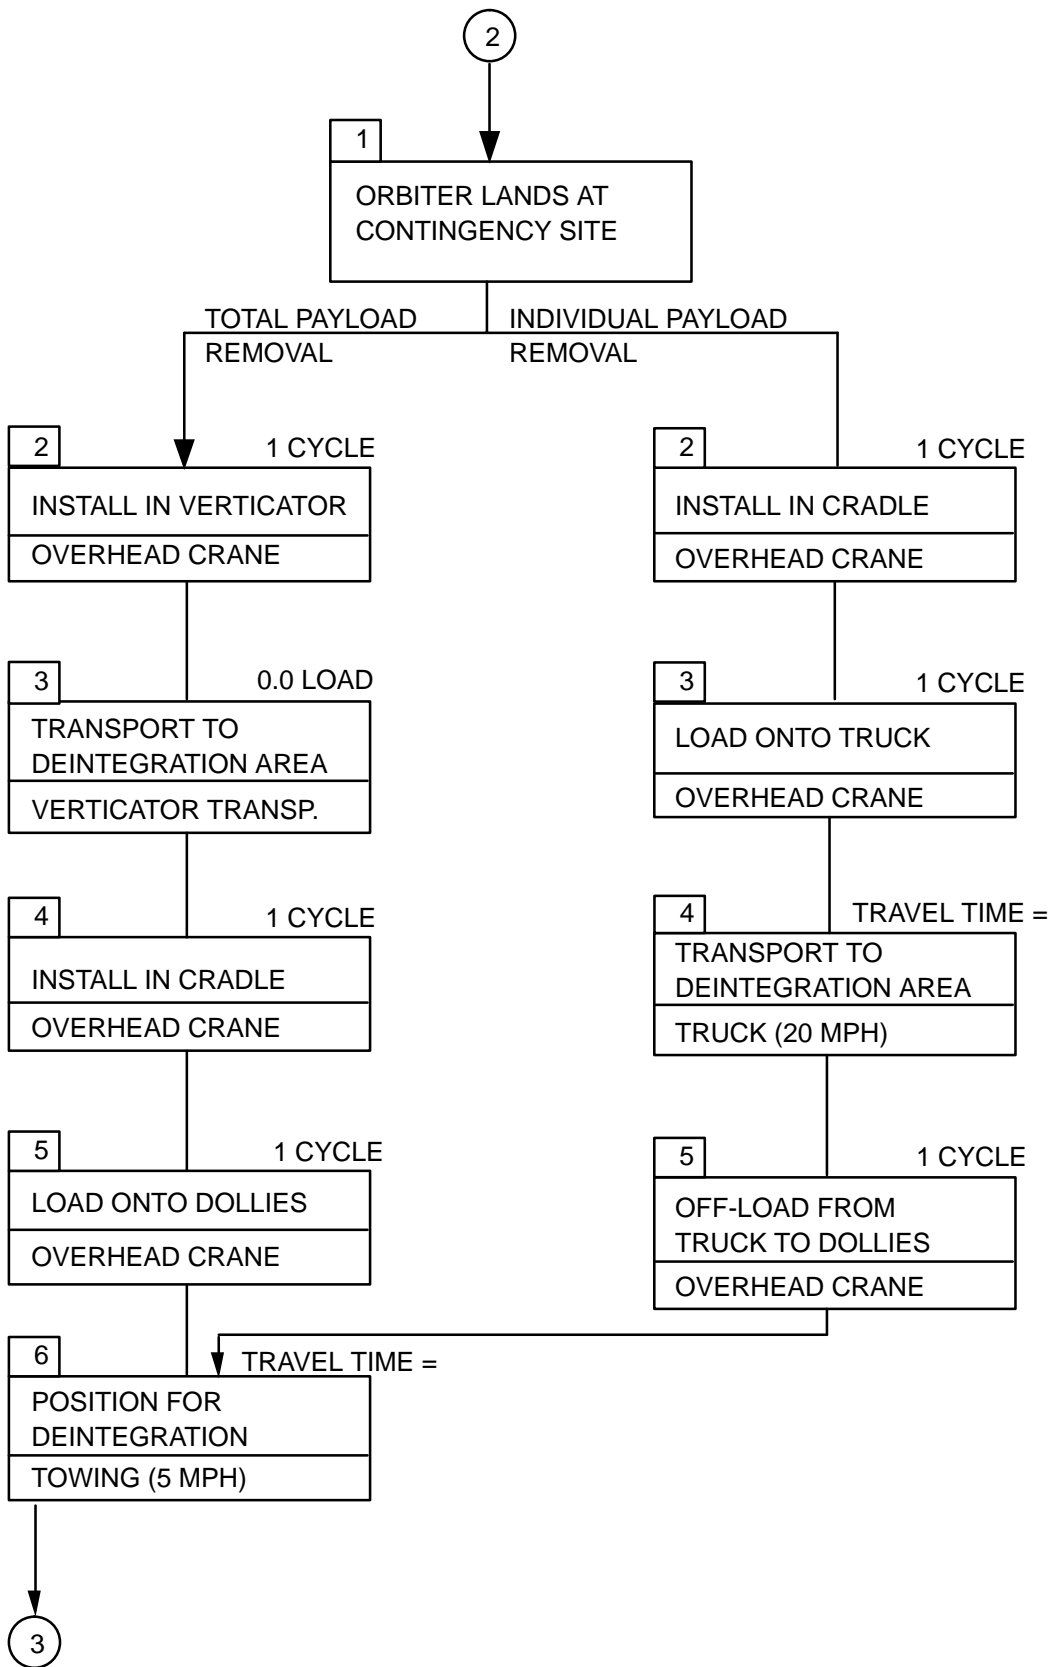 2
1
ORBITER LANDS AT
CONTINGENCY SITE
TOTAL PAYLOAD
REMOVAL
INDIVIDUAL PAYLOAD
REMOVAL
2
1 CYCLE
INSTALL IN VERTICATOR
OVERHEAD CRANE
3
0.0 LOAD
TRANSPORT TO
DEINTEGRATION AREA
VERTICATOR TRANSP.
4
1 CYCLE
INSTALL IN CRADLE
OVERHEAD CRANE
5
1 CYCLE
LOAD ONTO DOLLIES
OVERHEAD CRANE
2
1 CYCLE
INSTALL IN CRADLE
OVERHEAD CRANE
3
1 CYCLE
LOAD ONTO TRUCK
OVERHEAD CRANE
4
TRAVEL TIME =
TRANSPORT TO
DEINTEGRATION AREA
TRUCK (20 MPH)
5
1 CYCLE
OFF-LOAD FROM
TRUCK TO DOLLIES
OVERHEAD CRANE
6
TRAVEL TIME =
POSITION FOR
DEINTEGRATION
TOWING (5 MPH)
3